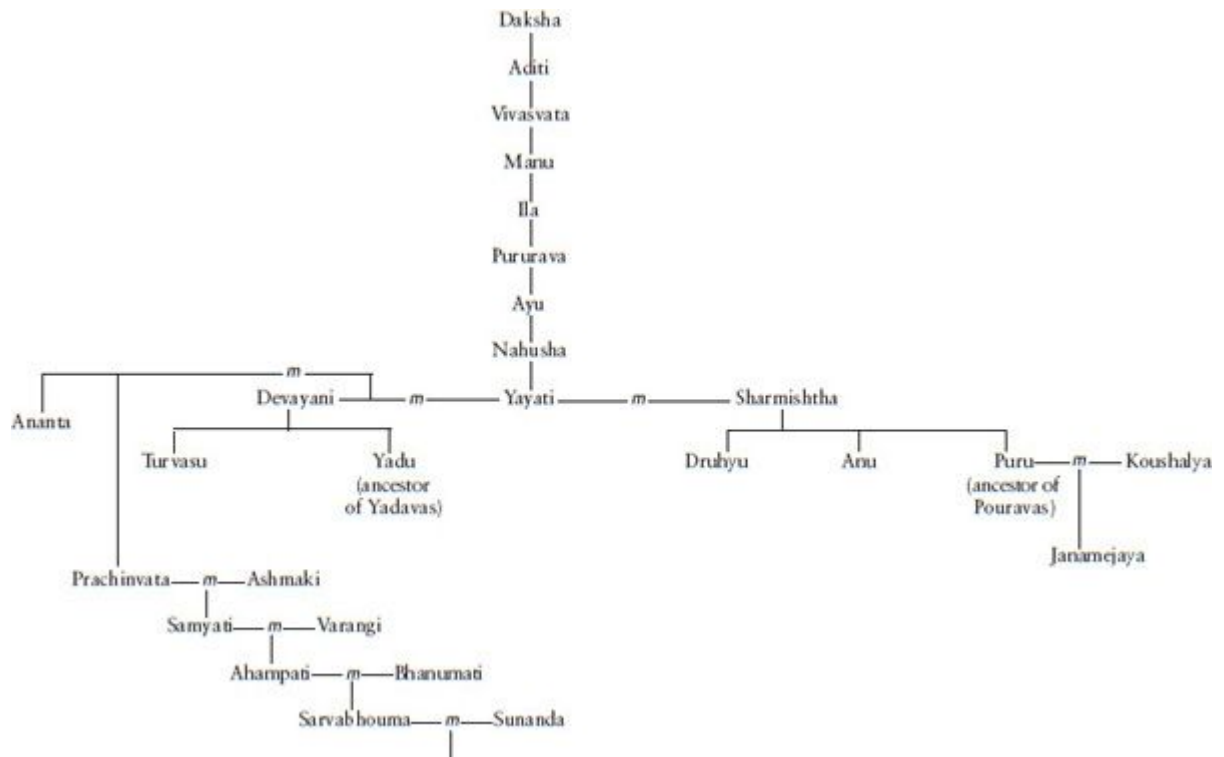 Daksha
Aditi
Vivasvata
Manu
Ila
Pururava
Ayu
Nahusha
m
Devayani m Yayati m Sharmishtha
Ananta
Turvasu Yadu Druhyu Anu Puru m Koushalya
(ancestor (ancestor of
of Yadavas) Pouravas)
Janamejaya
Prachinvata m Ashmaki
Samyati m Varangi
Ahampati m Bhanumati
Sarvabhouma m Sunanda